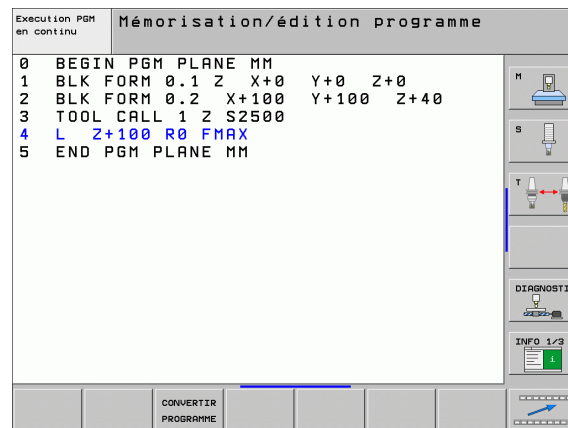 Execution PGM
en continu
Mémorisation/édition programme
0 BEGIN PGM PLANE MM
1 BLK FORM 0.1 Z X+0 Y+0 Z+0
2 BLK FORM 0.2 X+100 Y+100 Z+40
3 TOOL CALL 1 Z S2500
4 L Z+100 R0 FMAX
5 END PGM PLANE MM
M
S
T
DIAGNOSTI
INFO 1/3
i
CONVERTIR
PROGRAMME